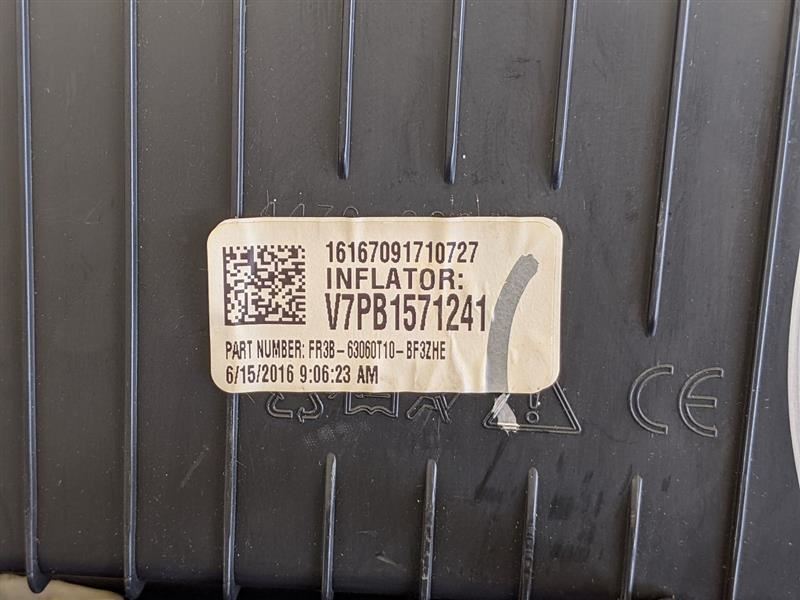 16167091710727
INFLATOR:
V7PB1571241
PART NUMBER: FR3B-63060T10-BF3ZHE
6/15/2016 9:06:23 AM
CE